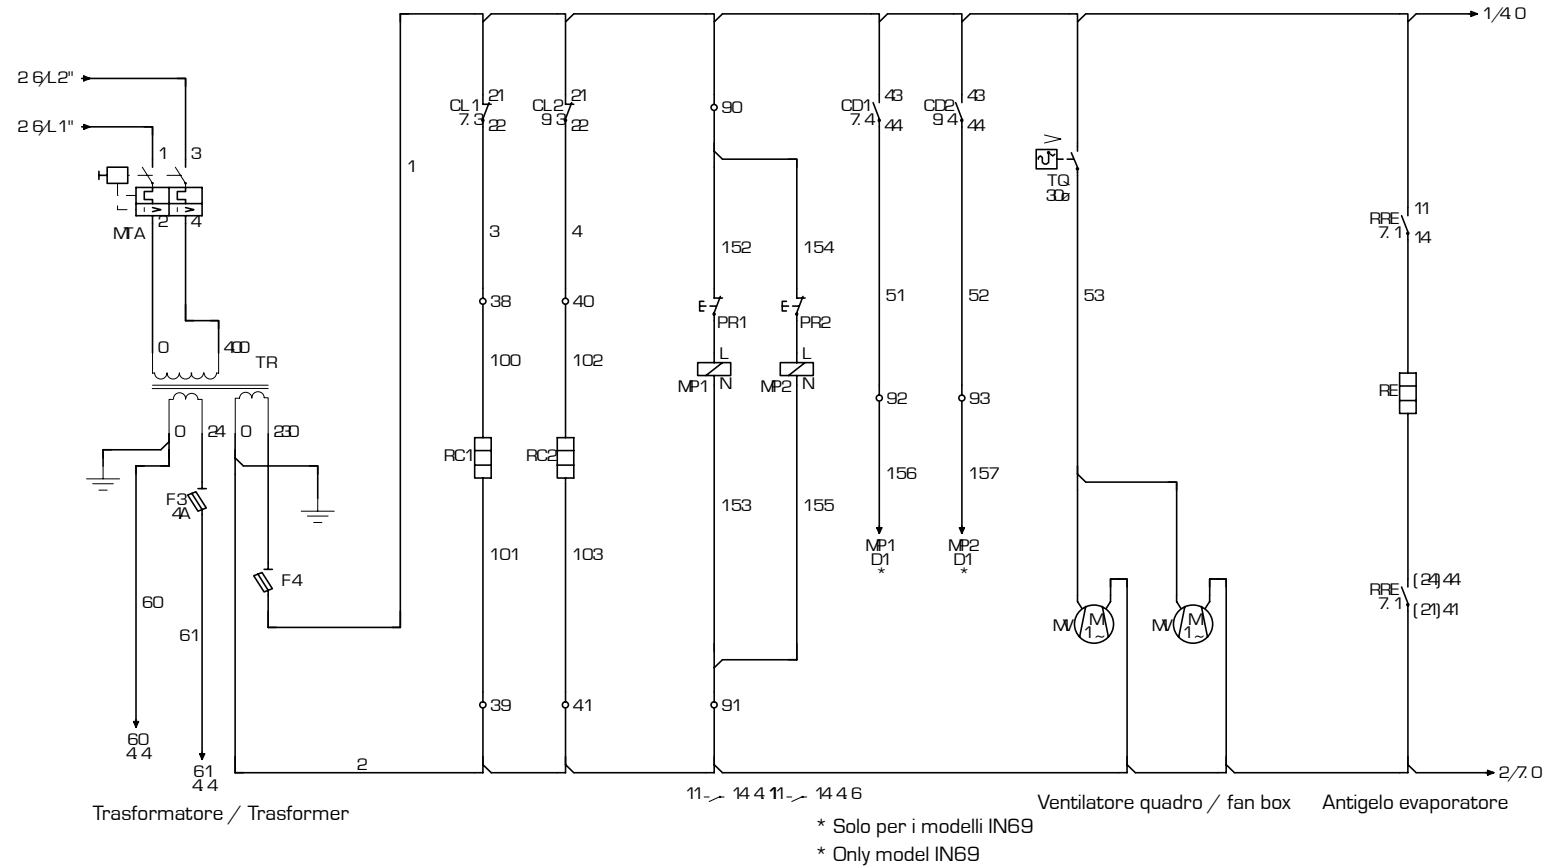 1/4.0
2.6/L2"
2.6/L1"
1
3
MTA
2
4
0
400
TR
0
24
0
230
F3
4A
F4
60
61
60
4.4
61
4.4
1
2
CL1
7.3
21
22
3
38
100
RC1
101
39
CL2
9.3
21
22
4
40
102
RC2
103
41
90
152
154
PR1
PR2
L
MP1
N
L
MP2
N
153
155
91
CD1
7.4
43
44
51
92
156
MP1
D1
*
CD2
9.4
43
44
52
93
157
MP2
D1
*
TQ
30ø
53
MV
M
1~
MV
M
1~
RRE
7.1
11
14
RE
RRE
7.1
(24)44
(21)41
2/7.0
11
14 4.1
11
14 4.6
Trasformatore / Trasformer
Ventilatore quadro / fan box
Antigelo evaporatore
* Solo per i modelli IN69
* Only model IN69